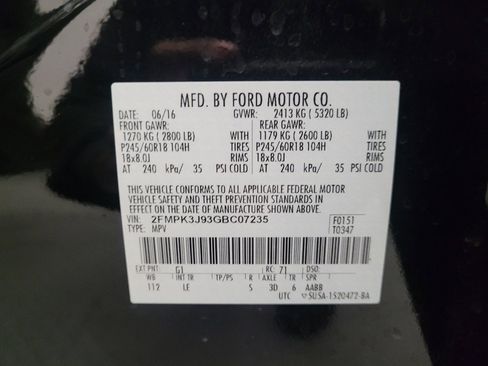 MFD. BY FORD MOTOR CO.
DATE: 06/16 GVWR: 2413 KG ( 5320 LB)
FRONT GAWR: REAR GAWR:
1270 KG ( 2800 LB) WITH 1179 KG ( 2600 LB) WITH
P245/60R18 104H TIRES P245/60R18 104H TIRES
18x8.0J RIMS 18x8.0J RIMS
AT 240 kPa/ 35 PSI COLD AT 240 kPa/ 35 PSI COLD
THIS VEHICLE CONFORMS TO ALL APPLICABLE FEDERAL MOTOR
VEHICLE SAFETY AND THEFT PREVENTION STANDARDS IN
EFFECT ON THE DATE OF MANUFACTURE SHOWN ABOVE.
VIN: 2FMPK3J93GBC07235 F0151
TYPE: MPV T0347
EXT PNT: G1 RC: 71 DSO:
WB INT TR TP/PS R AXLE TR SPR
112 LE S 3D 6 AABB
UTC SUSA-1520472-BA